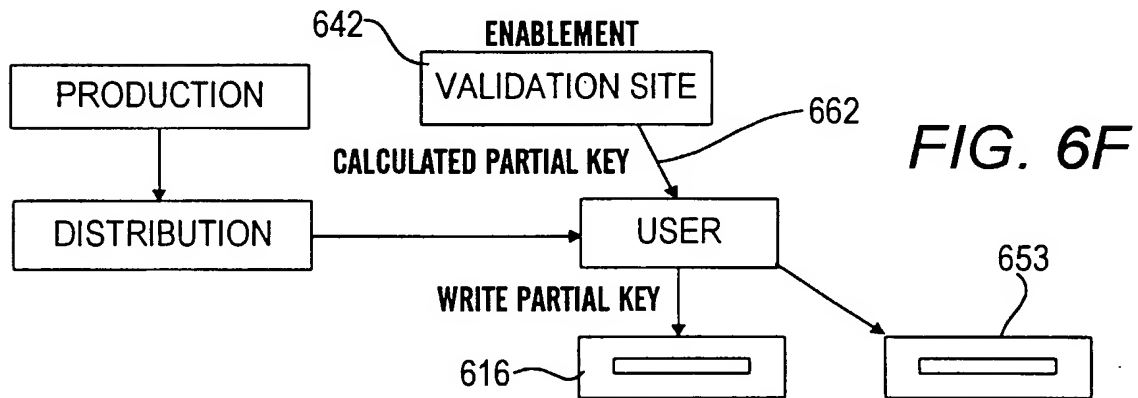 642
ENABLEMENT
PRODUCTION
VALIDATION SITE
662
FIG. 6F
CALCULATED PARTIAL KEY
DISTRIBUTION
USER
653
WRITE PARTIAL KEY
616